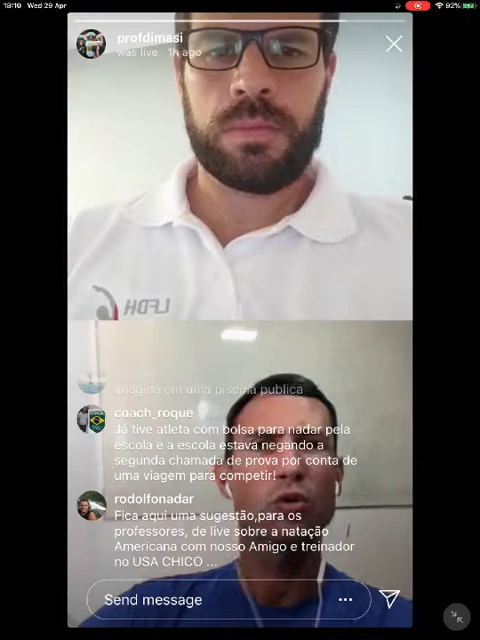 19:10 Wed 29 Apr
92%
profdimasi
was live · 1h ago
LFDH
imagina em uma piscina publica
coach_roque
Já tive atleta com bolsa para nadar pela
escola e a escola estava negando a
segunda chamada de prova por conta de
uma viagem para competir!
rodolfonadar
Fica aqui uma sugestão,para os
professores, de live sobre a natação
Americana com nosso Amigo e treinador
no USA CHICO ...
Send message